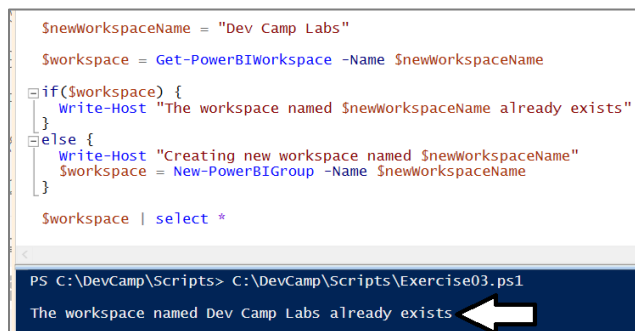 $newWorkspaceName = "Dev Camp Labs"
$workspace = Get-PowerBIWorkspace -Name $newWorkspaceName
if($workspace) {
Write-Host "The workspace named $newWorkspaceName already exists"
}
else {
Write-Host "Creating new workspace named $newWorkspaceName"
$workspace = New-PowerBIGroup -Name $newWorkspaceName
}
$workspace | select *
PS C:\DevCamp\Scripts> C:\DevCamp\Scripts\Exercise03.ps1
The workspace named Dev Camp Labs already exists